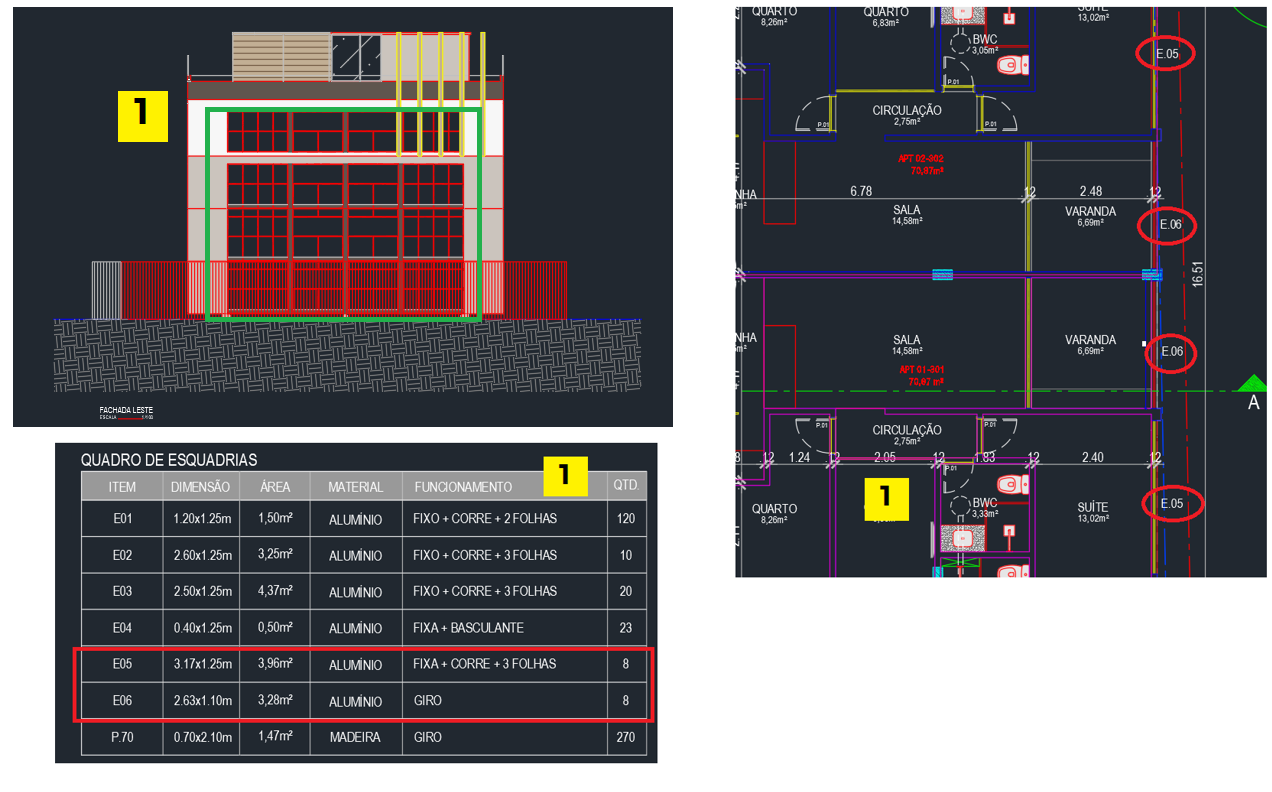 1
FACHADA LESTE
ESCALA
QUADRO DE ESQUADRIAS
1
ITEM DIMENSÃO ÁREA MATERIAL FUNCIONAMENTO QTD.
E01 1.20x1.25m 1,50m² ALUMÍNIO FIXO + CORRE + 2 FOLHAS 120
E02 2.60x1.25m 3,25m² ALUMÍNIO FIXO + CORRE + 3 FOLHAS 10
E03 2.50x1.25m 4,37m² ALUMÍNIO FIXO + CORRE + 3 FOLHAS 20
E04 0.40x1.25m 0,50m² ALUMÍNIO FIXA + BASCULANTE 23
E05 3.17x1.25m 3,96m² ALUMÍNIO FIXA + CORRE + 3 FOLHAS 8
E06 2.63x1.10m 3,28m² ALUMÍNIO GIRO 8
P.70 0.70x2.10m 1,47m² MADEIRA GIRO 270
QUARTO QUARTO SUÍTE
8,26m² 6,83m² 13,02m²
BWC
3,05m²
E.05
P.01
CIRCULAÇÃO
2,75m²
P.01 P.01
APT 02-302
70,97m²
6.78 12 2.48 12
NHA
SALA VARANDA
14,58m² 6,69m²
E.06
16.51
NHA
SALA VARANDA
14,58m² 6,69m²
E.06
APT 01-301
70,67 m²
A
P.01 P.01
CIRCULAÇÃO
2,75m²
8 12 1.24 12 2.05 12 1.83 12 2.40 12
P.01
1
QUARTO BWC SUÍTE
8,26m² 3,33m² 13,02m²
E.05
2.11